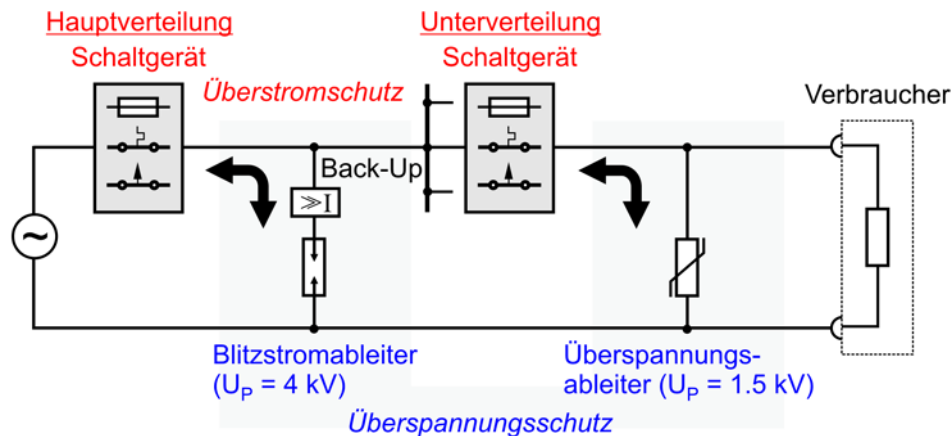 Hauptverteilung
Schaltgerät
Unterverteilung
Schaltgerät
Überstromschutz
Verbraucher
Back-Up
≫I
~
Blitzstromableiter
(UP = 4 kV)
Überspannungs-
ableiter (UP = 1.5 kV)
Überspannungsschutz